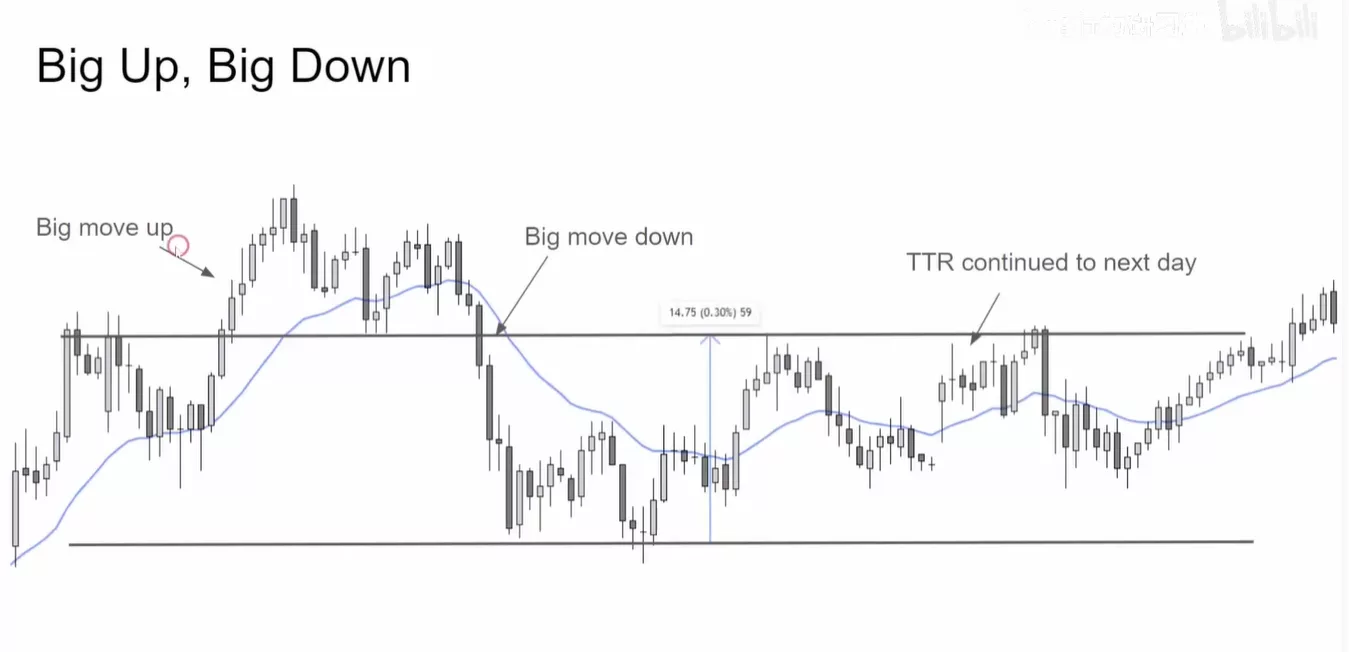 bilibili
Big Up, Big Down
Big move up
Big move down
TTR continued to next day
14.75 (0.30%) 59